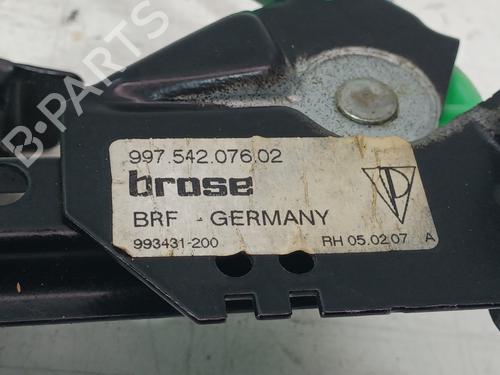 997.542.076.02
brose
BRF - GERMANY
993431-200 RH 05.02.07 A
B-PARTS